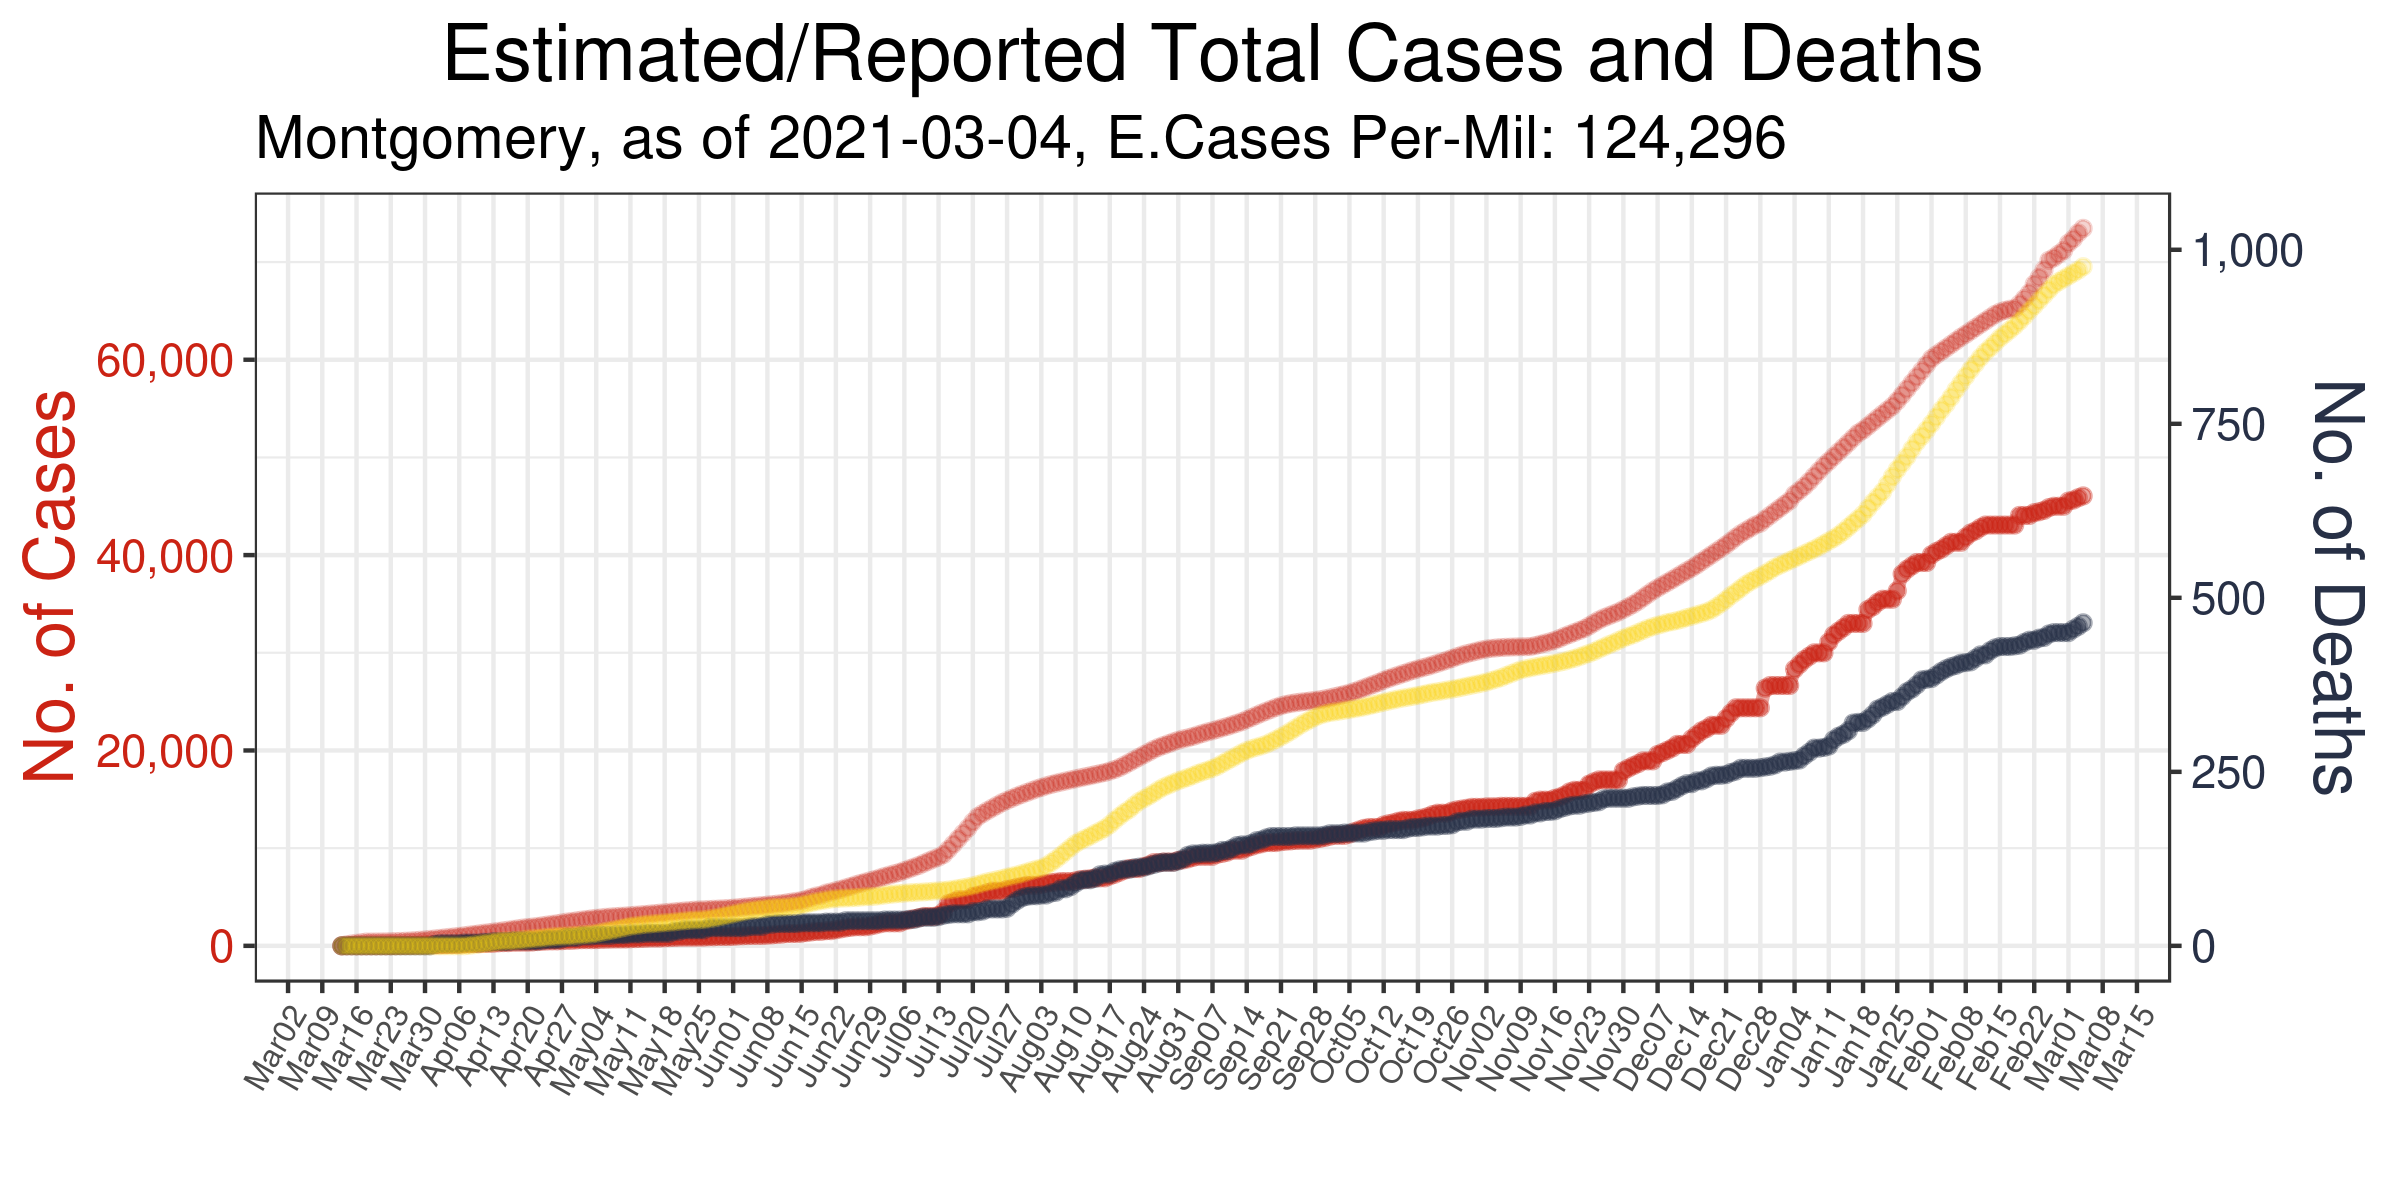 Estimated/Reported Total Cases and Deaths
Montgomery, as of 2021-03-04, E.Cases Per-Mil: 124,296
No. of Cases
60,000
40,000
20,000
0
1,000
750
500
250
0
No. of Deaths
Mar02
Mar09
Mar16
Mar23
Mar30
Apr06
Apr13
Apr20
Apr27
May04
May11
May18
May25
Jun01
Jun08
Jun15
Jun22
Jun29
Jul06
Jul13
Jul20
Jul27
Aug03
Aug10
Aug17
Aug24
Aug31
Sep07
Sep14
Sep21
Sep28
Oct05
Oct12
Oct19
Oct26
Nov02
Nov09
Nov16
Nov23
Nov30
Dec07
Dec14
Dec21
Dec28
Jan04
Jan11
Jan18
Jan25
Feb01
Feb08
Feb15
Feb22
Mar01
Mar08
Mar15